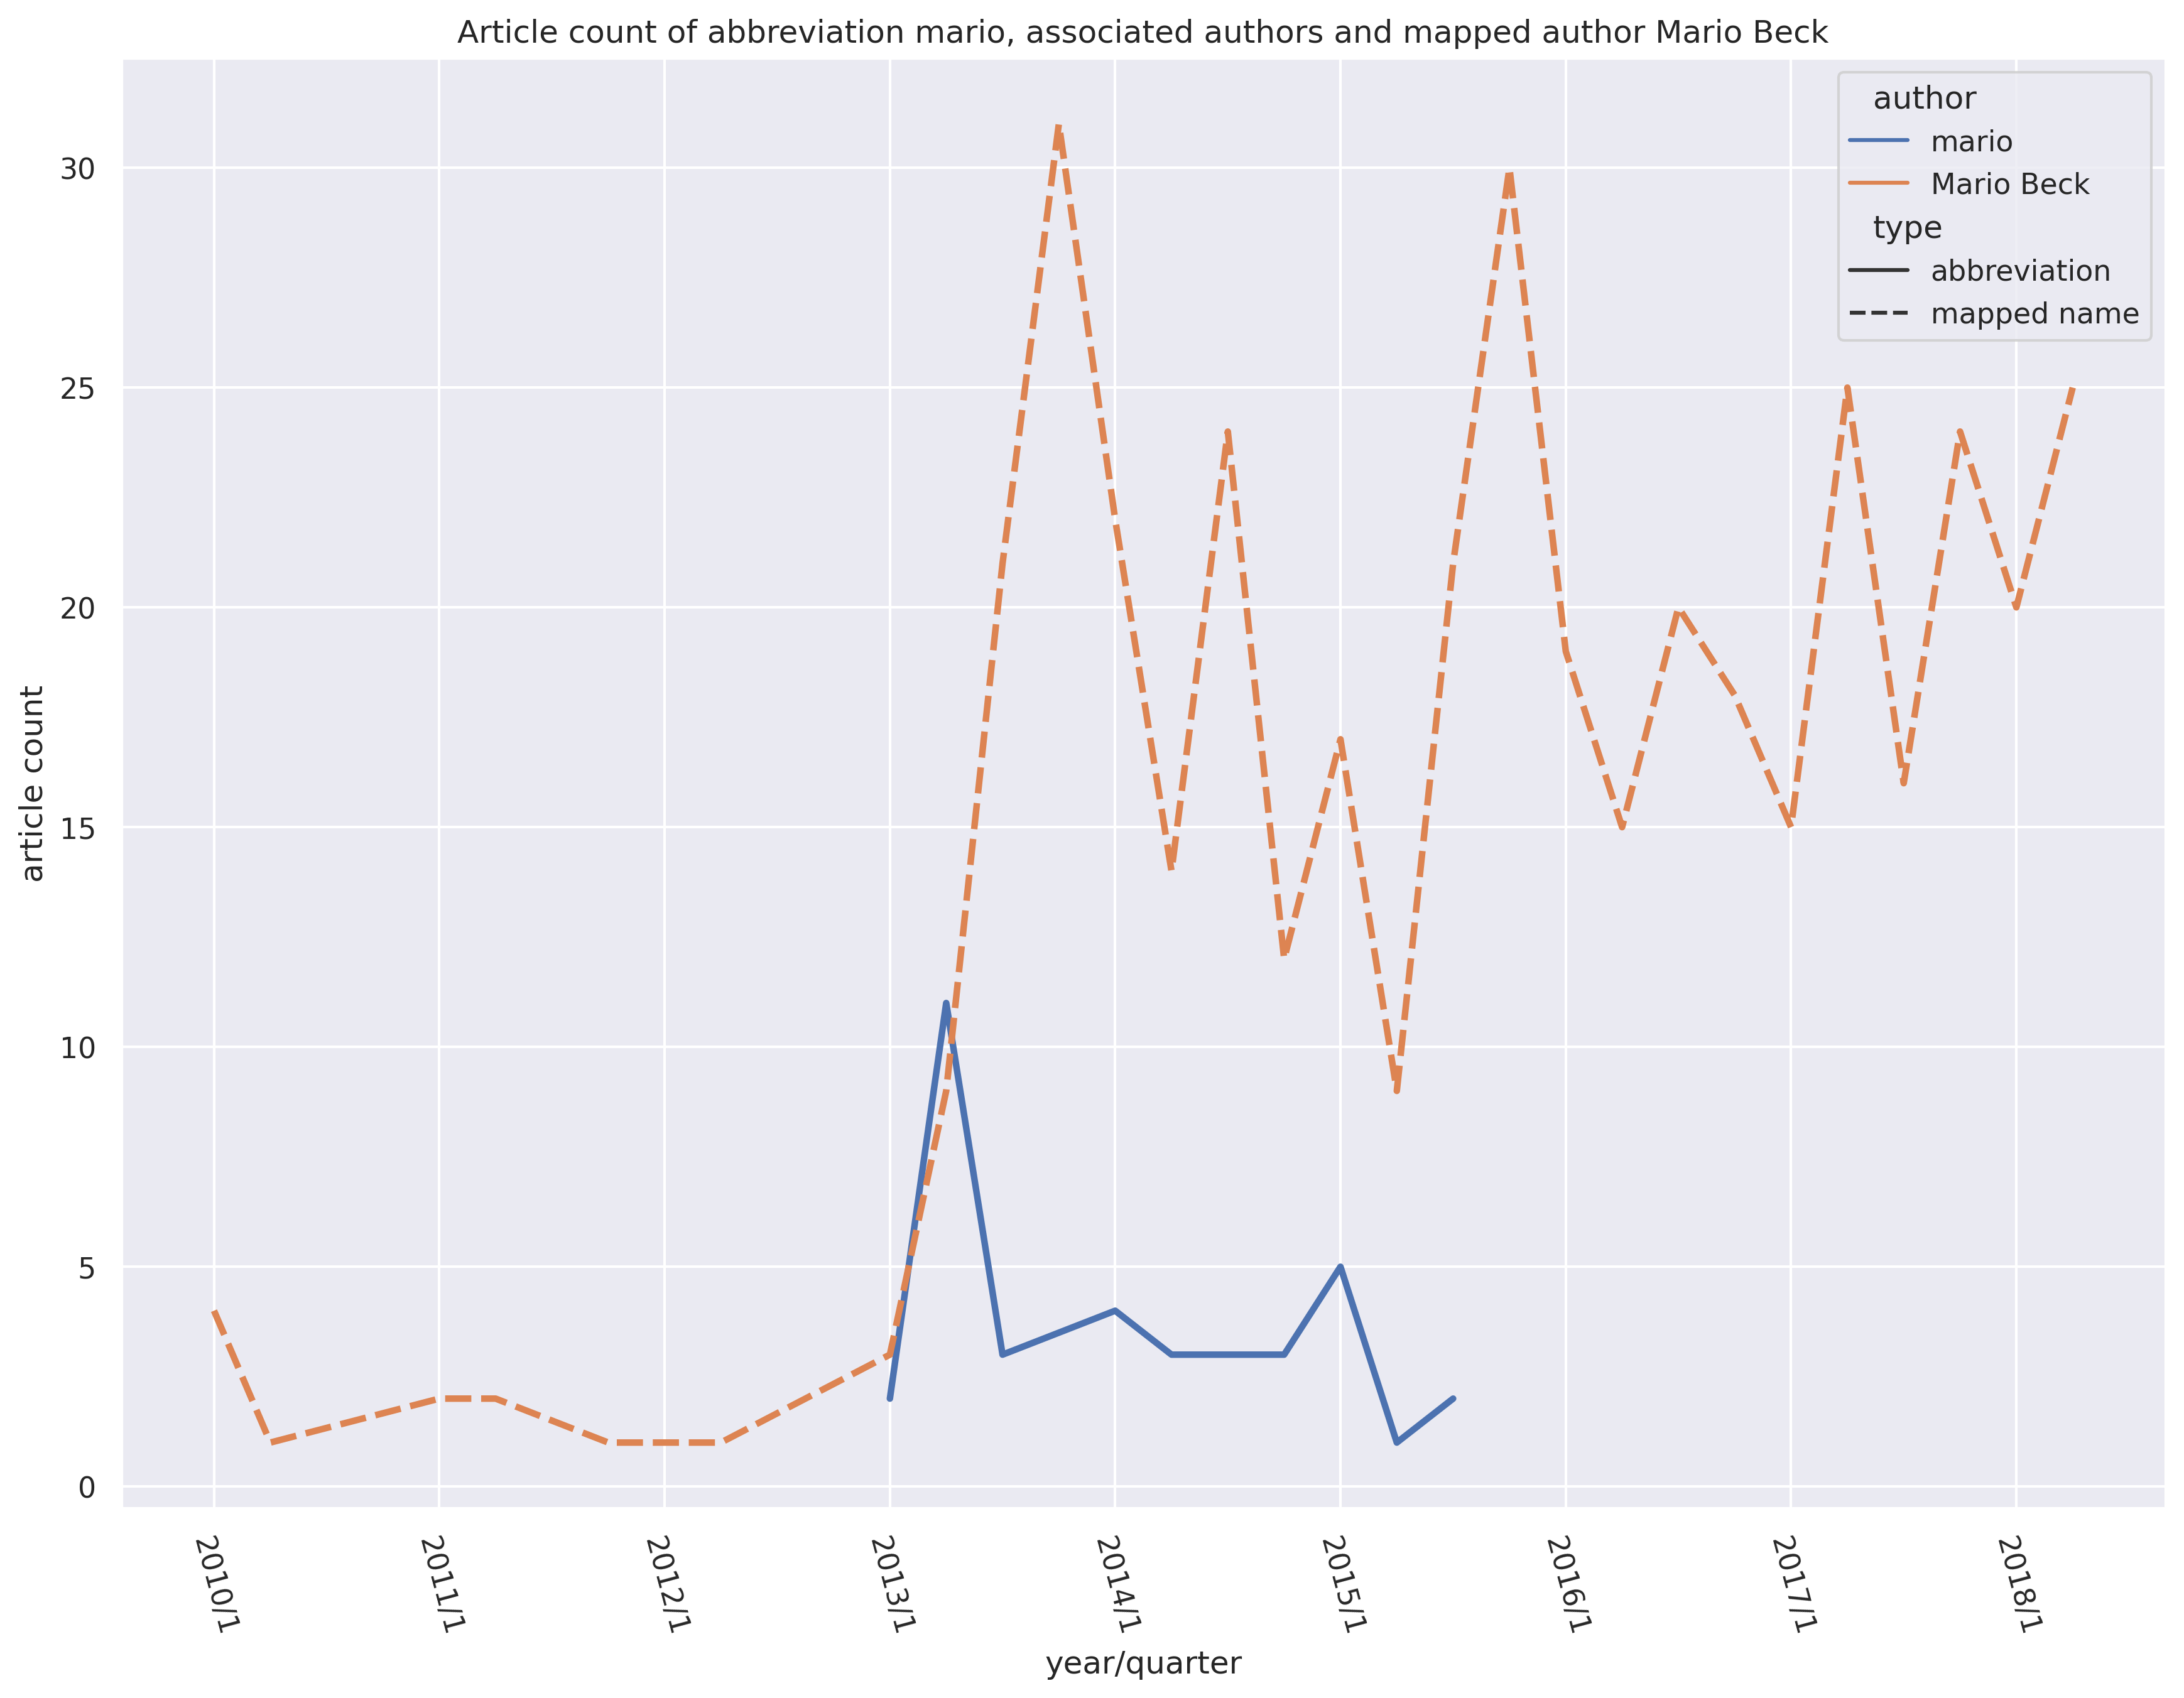 Article count of abbreviation mario, associated authors and mapped author Mario Beck
author
mario
Mario Beck
type
abbreviation
mapped name
article count
30
25
20
15
10
5
0
2010/1
2011/1
2012/1
2013/1
2014/1
2015/1
2016/1
2017/1
2018/1
year/quarter